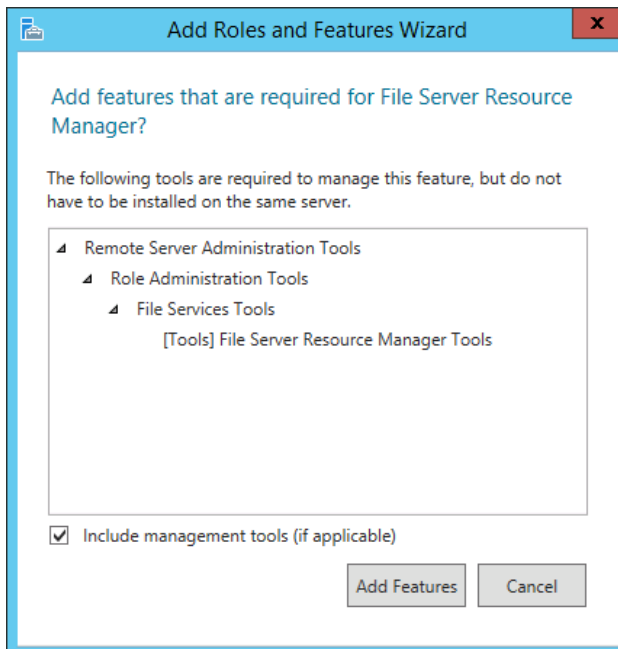 Add Roles and Features Wizard
x
Add features that are required for File Server Resource
Manager?
The following tools are required to manage this feature, but do not
have to be installed on the same server.
Remote Server Administration Tools
Role Administration Tools
File Services Tools
[Tools] File Server Resource Manager Tools
Include management tools (if applicable)
Add Features
Cancel